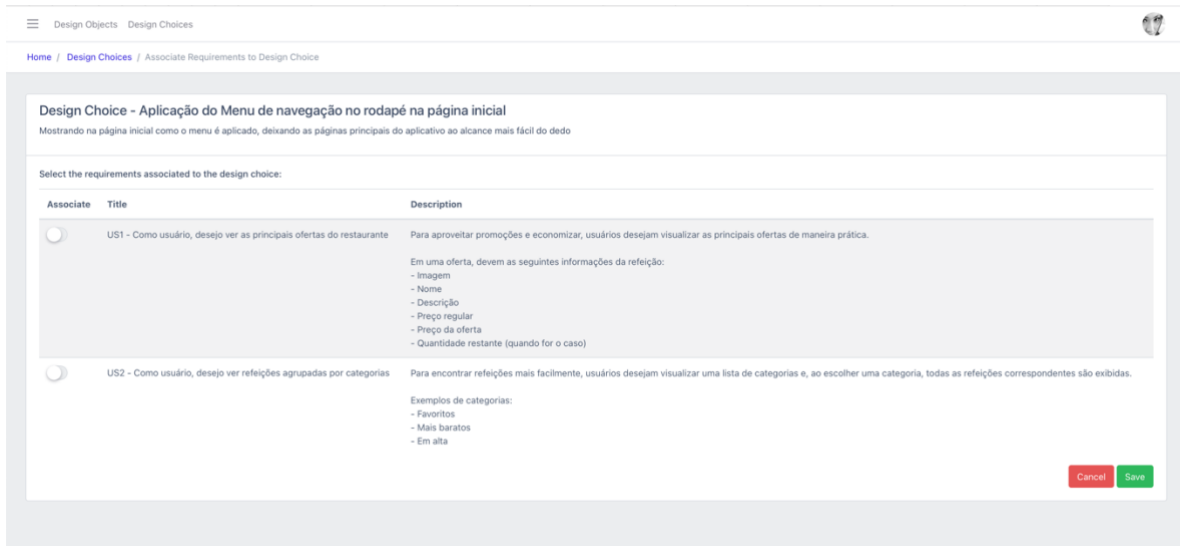 Design Objects Design Choices
Home / Design Choices / Associate Requirements to Design Choice
Design Choice - Aplicação do Menu de navegação no rodapé na página inicial
Mostrando na página inicial como o menu é aplicado, deixando as páginas principais do aplicativo ao alcance mais fácil do dedo
Select the requirements associated to the design choice:
Associate Title Description
US1 - Como usuário, desejo ver as principais ofertas do restaurante Para aproveitar promoções e economizar, usuários desejam visualizar as principais ofertas de maneira prática.
Em uma oferta, devem as seguintes informações da refeição:
- Imagem
- Nome
- Descrição
- Preço regular
- Preço da oferta
- Quantidade restante (quando for o caso)
US2 - Como usuário, desejo ver refeições agrupadas por categorias Para encontrar refeições mais facilmente, usuários desejam visualizar uma lista de categorias e, ao escolher uma categoria, todas as refeições correspondentes são exibidas.
Exemplos de categorias:
- Favoritos
- Mais baratos
- Em alta
Cancel Save